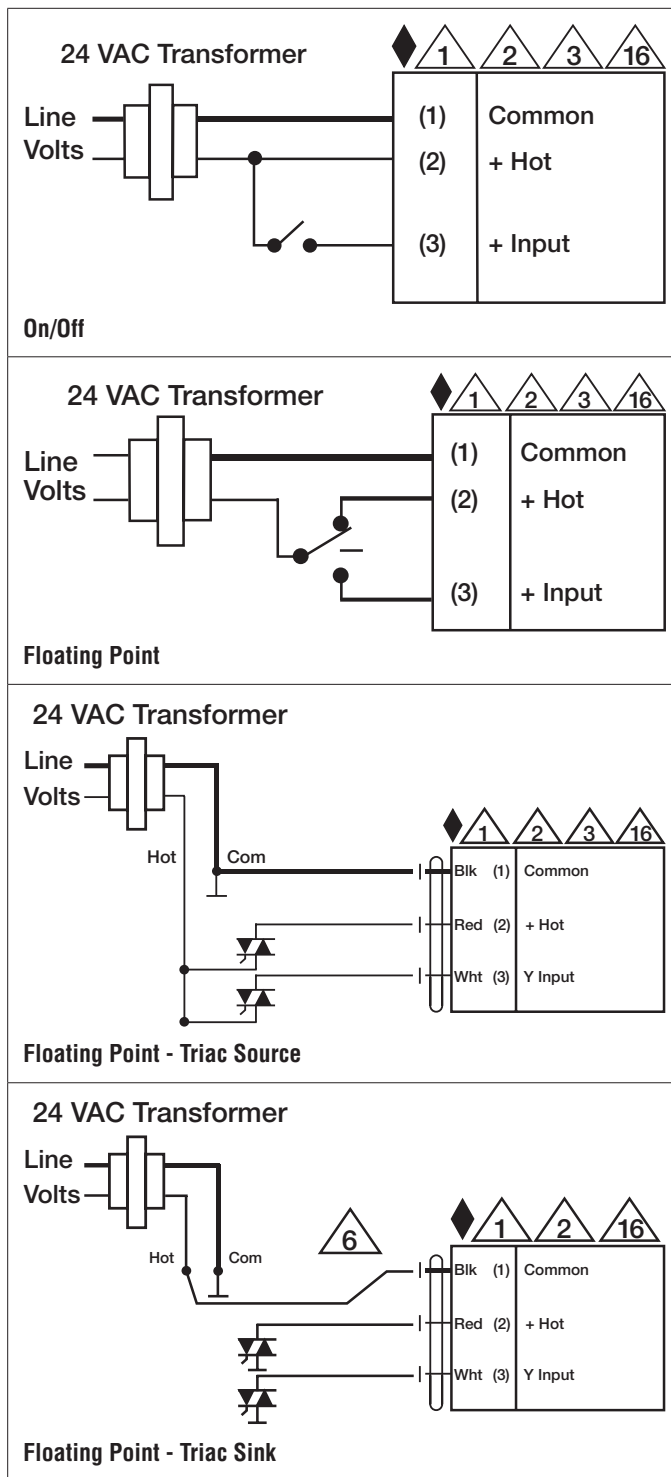 24 VAC Transformer
1 2 3 16
Line
Volts
(1) Common
(2) + Hot
(3) + Input
On/Off
24 VAC Transformer
1 2 3 16
Line
Volts
(1) Common
(2) + Hot
(3) + Input
Floating Point
24 VAC Transformer
Line
Volts
1 2 3 16
Hot Com
Blk (1) Common
Red (2) + Hot
Wht (3) Y Input
Floating Point - Triac Source
24 VAC Transformer
Line
Volts
6
1 2 16
Hot Com
Blk (1) Common
Red (2) + Hot
Wht (3) Y Input
Floating Point - Triac Sink